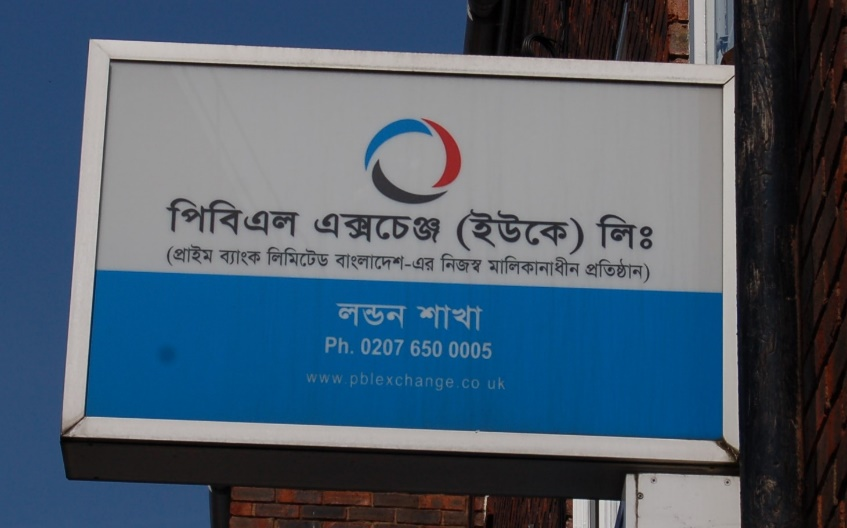 পিবিএল এক্সচেঞ্জ (ইউকে) লিঃ
(প্রাইম ব্যাংক লিমিটেড বাংলাদেশ-এর নিজস্ব মালিকানাধীন প্রতিষ্ঠান)
লন্ডন শাখা
Ph. 0207 650 0005
www.pblexchange.co uk